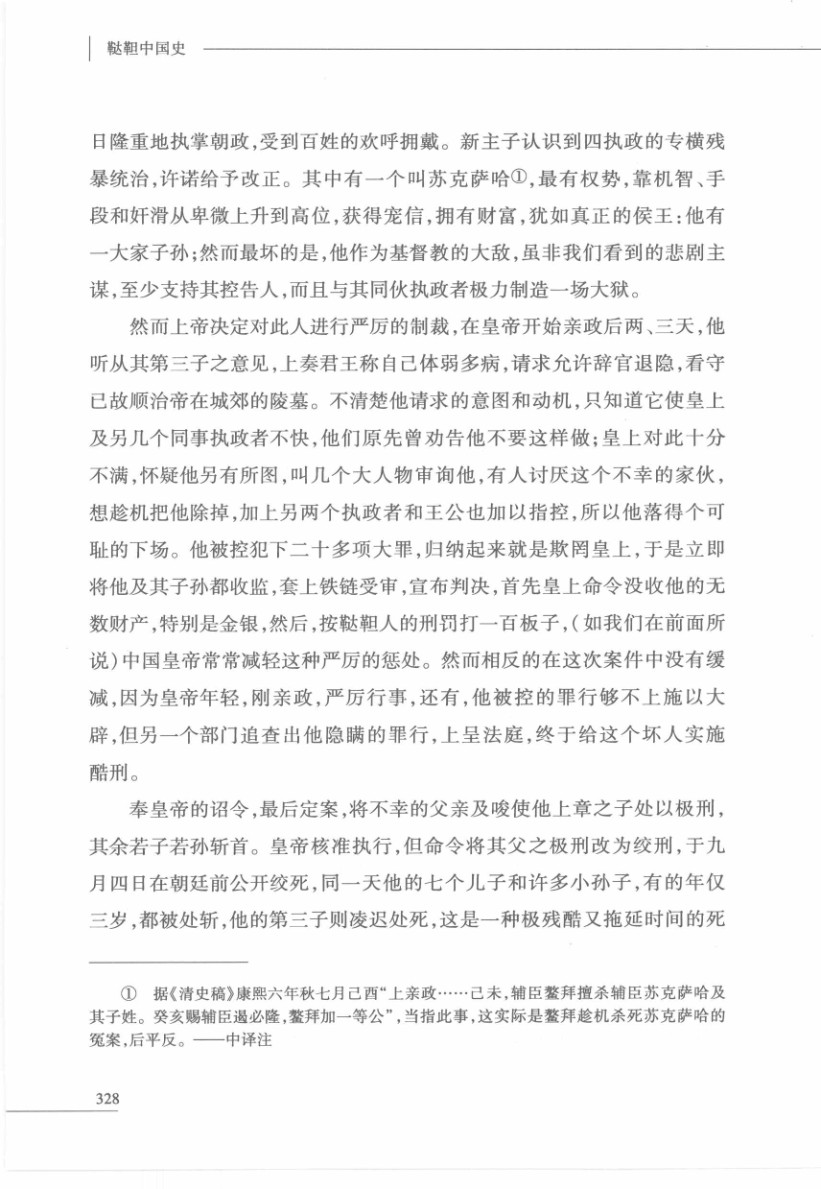 鞑靼中国史
日隆重地执掌朝政,受到百姓的欢呼拥戴。新主子认识到四执政的专横残
暴统治,许诺给予改正。其中有一个叫苏克萨哈①,最有权势,靠机智、手
段和奸滑从卑微上升到高位,获得宠信,拥有财富,犹如真正的侯王:他有
一大家子孙;然而最坏的是,他作为基督教的大敌,虽非我们看到的悲剧主
谋,至少支持其控告人,而且与其同伙执政者极力制造一场大狱。
然而上帝决定对此人进行严厉的制裁,在皇帝开始亲政后两、三天,他
听从其第三子之意见,上奏君王称自己体弱多病,请求允许辞官退隐,看守
已故顺治帝在城郊的陵墓。不清楚他请求的意图和动机,只知道它使皇上
及另几个同事执政者不快,他们原先曾劝告他不要这样做;皇上对此十分
不满,怀疑他另有所图,叫几个大人物审询他,有人讨厌这个不幸的家伙,
想趁机把他除掉,加上另两个执政者和王公也加以指控,所以他落得个可
耻的下场。他被控犯下二十多项大罪,归纳起来就是欺罔皇上,于是立即
将他及其子孙都收监,套上铁链受审,宣布判决,首先皇上命令没收他的无
数财产,特别是金银,然后,按鞑靼人的刑罚打一百板子,(如我们在前面所
说)中国皇帝常常减轻这种严厉的惩处。然而相反的在这次案件中没有缓
减,因为皇帝年轻,刚亲政,严厉行事,还有,他被控的罪行够不上施以大
辟,但另一个部门追查出他隐瞒的罪行,上呈法庭,终于给这个坏人实施
酷刑。
奉皇帝的诏令,最后定案,将不幸的父亲及唆使他上章之子处以极刑,
其余若子若孙斩首。皇帝核准执行,但命令将其父之极刑改为绞刑,于九
月四日在朝廷前公开绞死,同一天他的七个儿子和许多小孙子,有的年仅
三岁,都被处斩,他的第三子则凌迟处死,这是一种极残酷又拖延时间的死
① 据《清史稿》康熙六年秋七月己酉“上亲政……己未,辅臣鳌拜擅杀辅臣苏克萨哈及
其子姓。癸亥赐辅臣遏必隆,鳌拜加一等公”,当指此事,这实际是鳌拜趁机杀死苏克萨哈的
冤案,后平反。——中译注
328